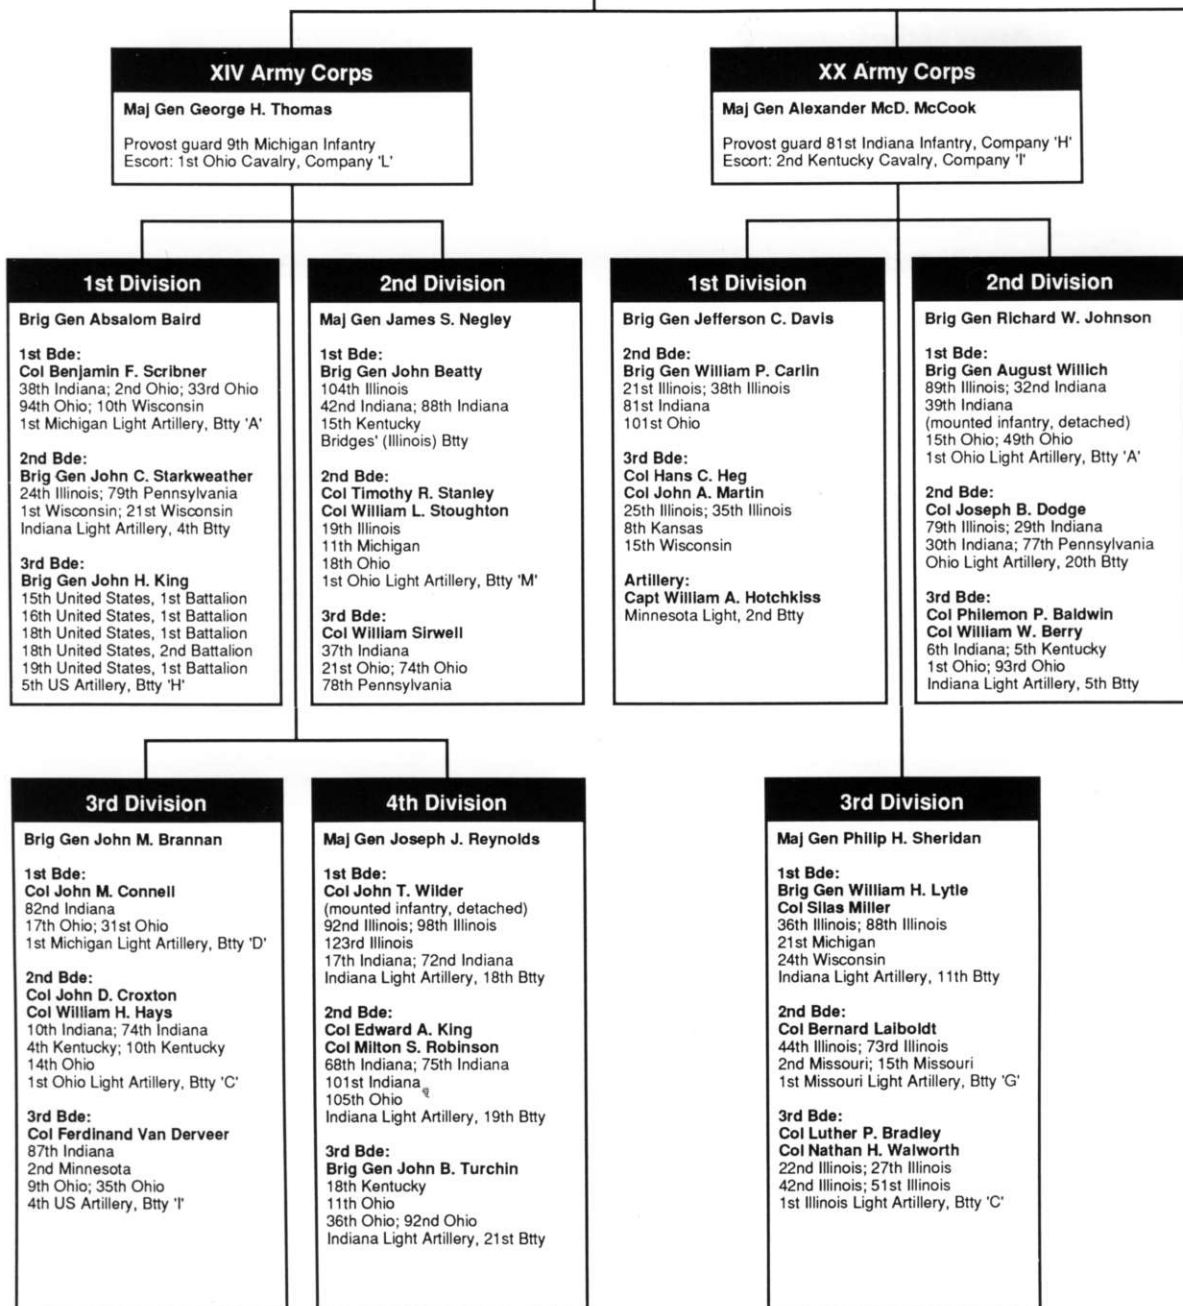 XIV Army Corps
Maj Gen George H. Thomas
Provost guard 9th Michigan Infantry
Escort: 1st Ohio Cavalry, Company 'L'
XX Army Corps
Maj Gen Alexander McD. McCook
Provost guard 81st Indiana Infantry, Company 'H'
Escort: 2nd Kentucky Cavalry, Company 'I'
1st Division
Brig Gen Absalom Baird
1st Bde:
Col Benjamin F. Scribner
38th Indiana; 2nd Ohio; 33rd Ohio
94th Ohio; 10th Wisconsin
1st Michigan Light Artillery, Btty 'A'
2nd Bde:
Brig Gen John C. Starkweather
24th Illinois; 79th Pennsylvania
1st Wisconsin; 21st Wisconsin
Indiana Light Artillery, 4th Btty
3rd Bde:
Brig Gen John H. King
15th United States, 1st Battalion
16th United States, 1st Battalion
18th United States, 1st Battalion
18th United States, 2nd Battalion
19th United States, 1st Battalion
5th US Artillery, Btty 'H'
2nd Division
Maj Gen James S. Negley
1st Bde:
Brig Gen John Beatty
104th Illinois
42nd Indiana; 88th Indiana
15th Kentucky
Bridges' (Illinois) Btty
2nd Bde:
Col Timothy R. Stanley
Col William L. Stoughton
19th Illinois
11th Michigan
18th Ohio
1st Ohio Light Artillery, Btty 'M'
3rd Bde:
Col William Sirwell
37th Indiana
21st Ohio; 74th Ohio
78th Pennsylvania
1st Division
Brig Gen Jefferson C. Davis
2nd Bde:
Brig Gen William P. Carlin
21st Illinois; 38th Illinois
81st Indiana
101st Ohio
3rd Bde:
Col Hans C. Heg
Col John A. Martin
25th Illinois; 35th Illinois
8th Kansas
15th Wisconsin
Artillery:
Capt William A. Hotchkiss
Minnesota Light, 2nd Btty
2nd Division
Brig Gen Richard W. Johnson
1st Bde:
Brig Gen August Willich
89th Illinois; 32nd Indiana
39th Indiana
(mounted infantry, detached)
15th Ohio; 49th Ohio
1st Ohio Light Artillery, Btty 'A'
2nd Bde:
Col Joseph B. Dodge
79th Illinois; 29th Indiana
30th Indiana; 77th Pennsylvania
Ohio Light Artillery, 20th Btty
3rd Bde:
Col Philemon P. Baldwin
Col William W. Berry
6th Indiana; 5th Kentucky
1st Ohio; 93rd Ohio
Indiana Light Artillery, 5th Btty
3rd Division
Brig Gen John M. Brannan
1st Bde:
Col John M. Connell
82nd Indiana
17th Ohio; 31st Ohio
1st Michigan Light Artillery, Btty 'D'
2nd Bde:
Col John D. Croxton
Col William H. Hays
10th Indiana; 74th Indiana
4th Kentucky; 10th Kentucky
14th Ohio
1st Ohio Light Artillery, Btty 'C'
3rd Bde:
Col Ferdinand Van Derveer
87th Indiana
2nd Minnesota
9th Ohio; 35th Ohio
4th US Artillery, Btty 'I'
4th Division
Maj Gen Joseph J. Reynolds
1st Bde:
Col John T. Wilder
(mounted infantry, detached)
92nd Illinois; 98th Illinois
123rd Illinois
17th Indiana; 72nd Indiana
Indiana Light Artillery, 18th Btty
2nd Bde:
Col Edward A. King
Col Milton S. Robinson
68th Indiana; 75th Indiana
101st Indiana
105th Ohio
Indiana Light Artillery, 19th Btty
3rd Bde:
Brig Gen John B. Turchin
18th Kentucky
11th Ohio
36th Ohio; 92nd Ohio
Indiana Light Artillery, 21st Btty
3rd Division
Maj Gen Philip H. Sheridan
1st Bde:
Brig Gen William H. Lytle
Col Silas Miller
36th Illinois; 88th Illinois
21st Michigan
24th Wisconsin
Indiana Light Artillery, 11th Btty
2nd Bde:
Col Bernard Laiboldt
44th Illinois; 73rd Illinois
2nd Missouri; 15th Missouri
1st Missouri Light Artillery, Btty 'G'
3rd Bde:
Col Luther P. Bradley
Col Nathan H. Walworth
22nd Illinois; 27th Illinois
42nd Illinois; 51st Illinois
1st Illinois Light Artillery, Btty 'C'